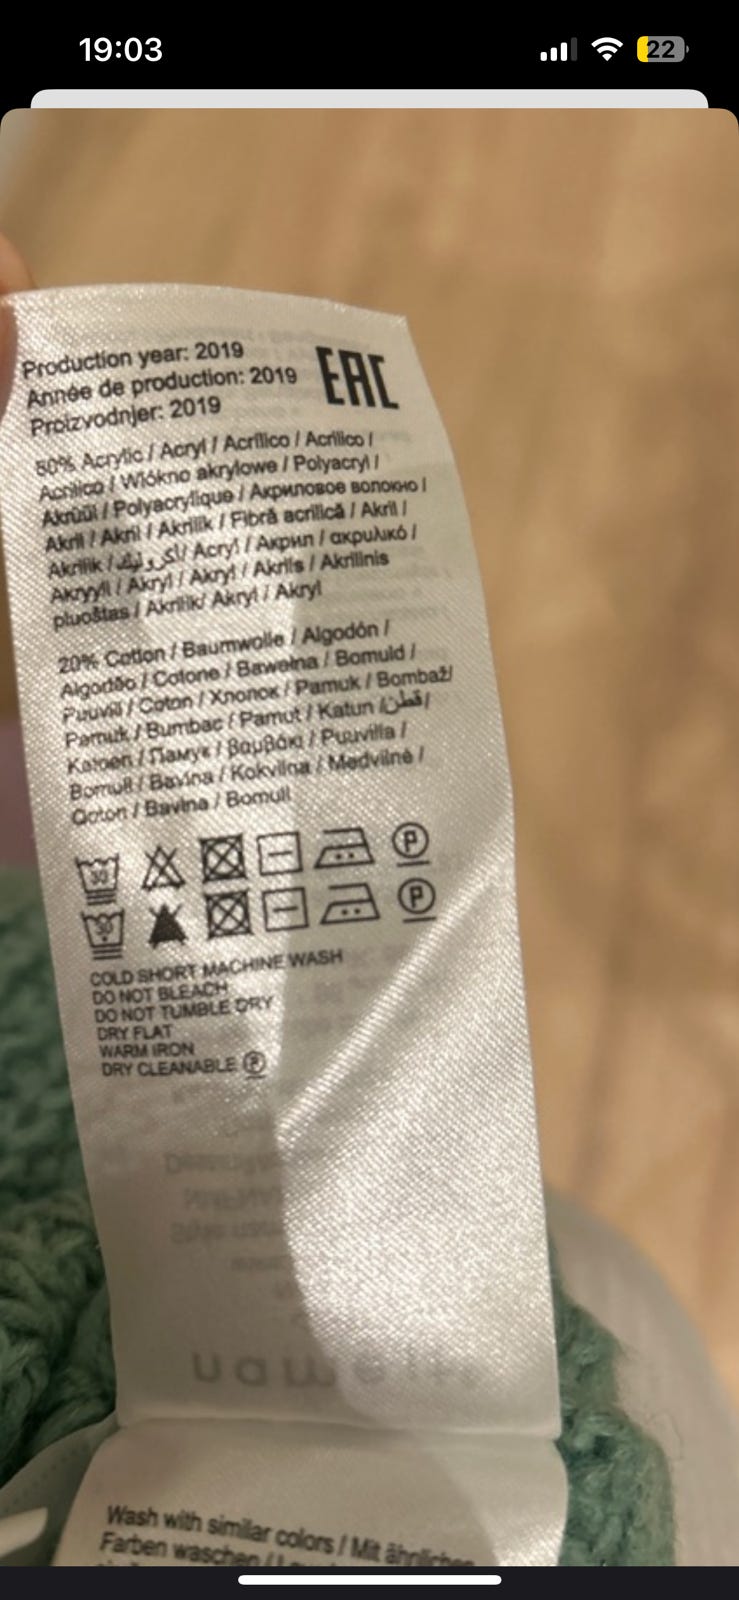 19:03
22
Production year: 2019
Année de production: 2019
Proizvodnjer: 2019
EAC
Acrylic / Acryl / Acrílico / Acrílico /
Acrilico / Włókno akrylowe / Polyacryl /
Akrüül / Polyacrylique / Акриловое волокно /
Akril / Akril / Akrilik / Fibră acrilică / Akril /
Akrilik / أكروليك / Acryl / Акрил / ακρυλικό /
Akryyli / Akryl / Akryl / Akrils / Akrilinis
pluoštas / Akrilik/ Akryl / Akryl
20% Cotton / Baumwolle / Algodón /
Algodão / Cotone / Bawełna / Bomuld /
Puuvill / Coton / Хлопок / Pamuk / Bombaž/
Pamuk / Bumbac / Pamut / Katun /قطن/
Katoen / Памук / βαμβάκι / Puuvilla /
Bomull / Bavlna / Kokvilna / Medvilnė /
Qoton / Bavlna / Bomull
30 P
30 P
COLD SHORT MACHINE WASH
DO NOT BLEACH
DO NOT TUMBLE DRY
DRY FLAT
WARM IRON
DRY CLEANABLE P
Wash with similar colors / Mit ähnlichen
Farben waschen /